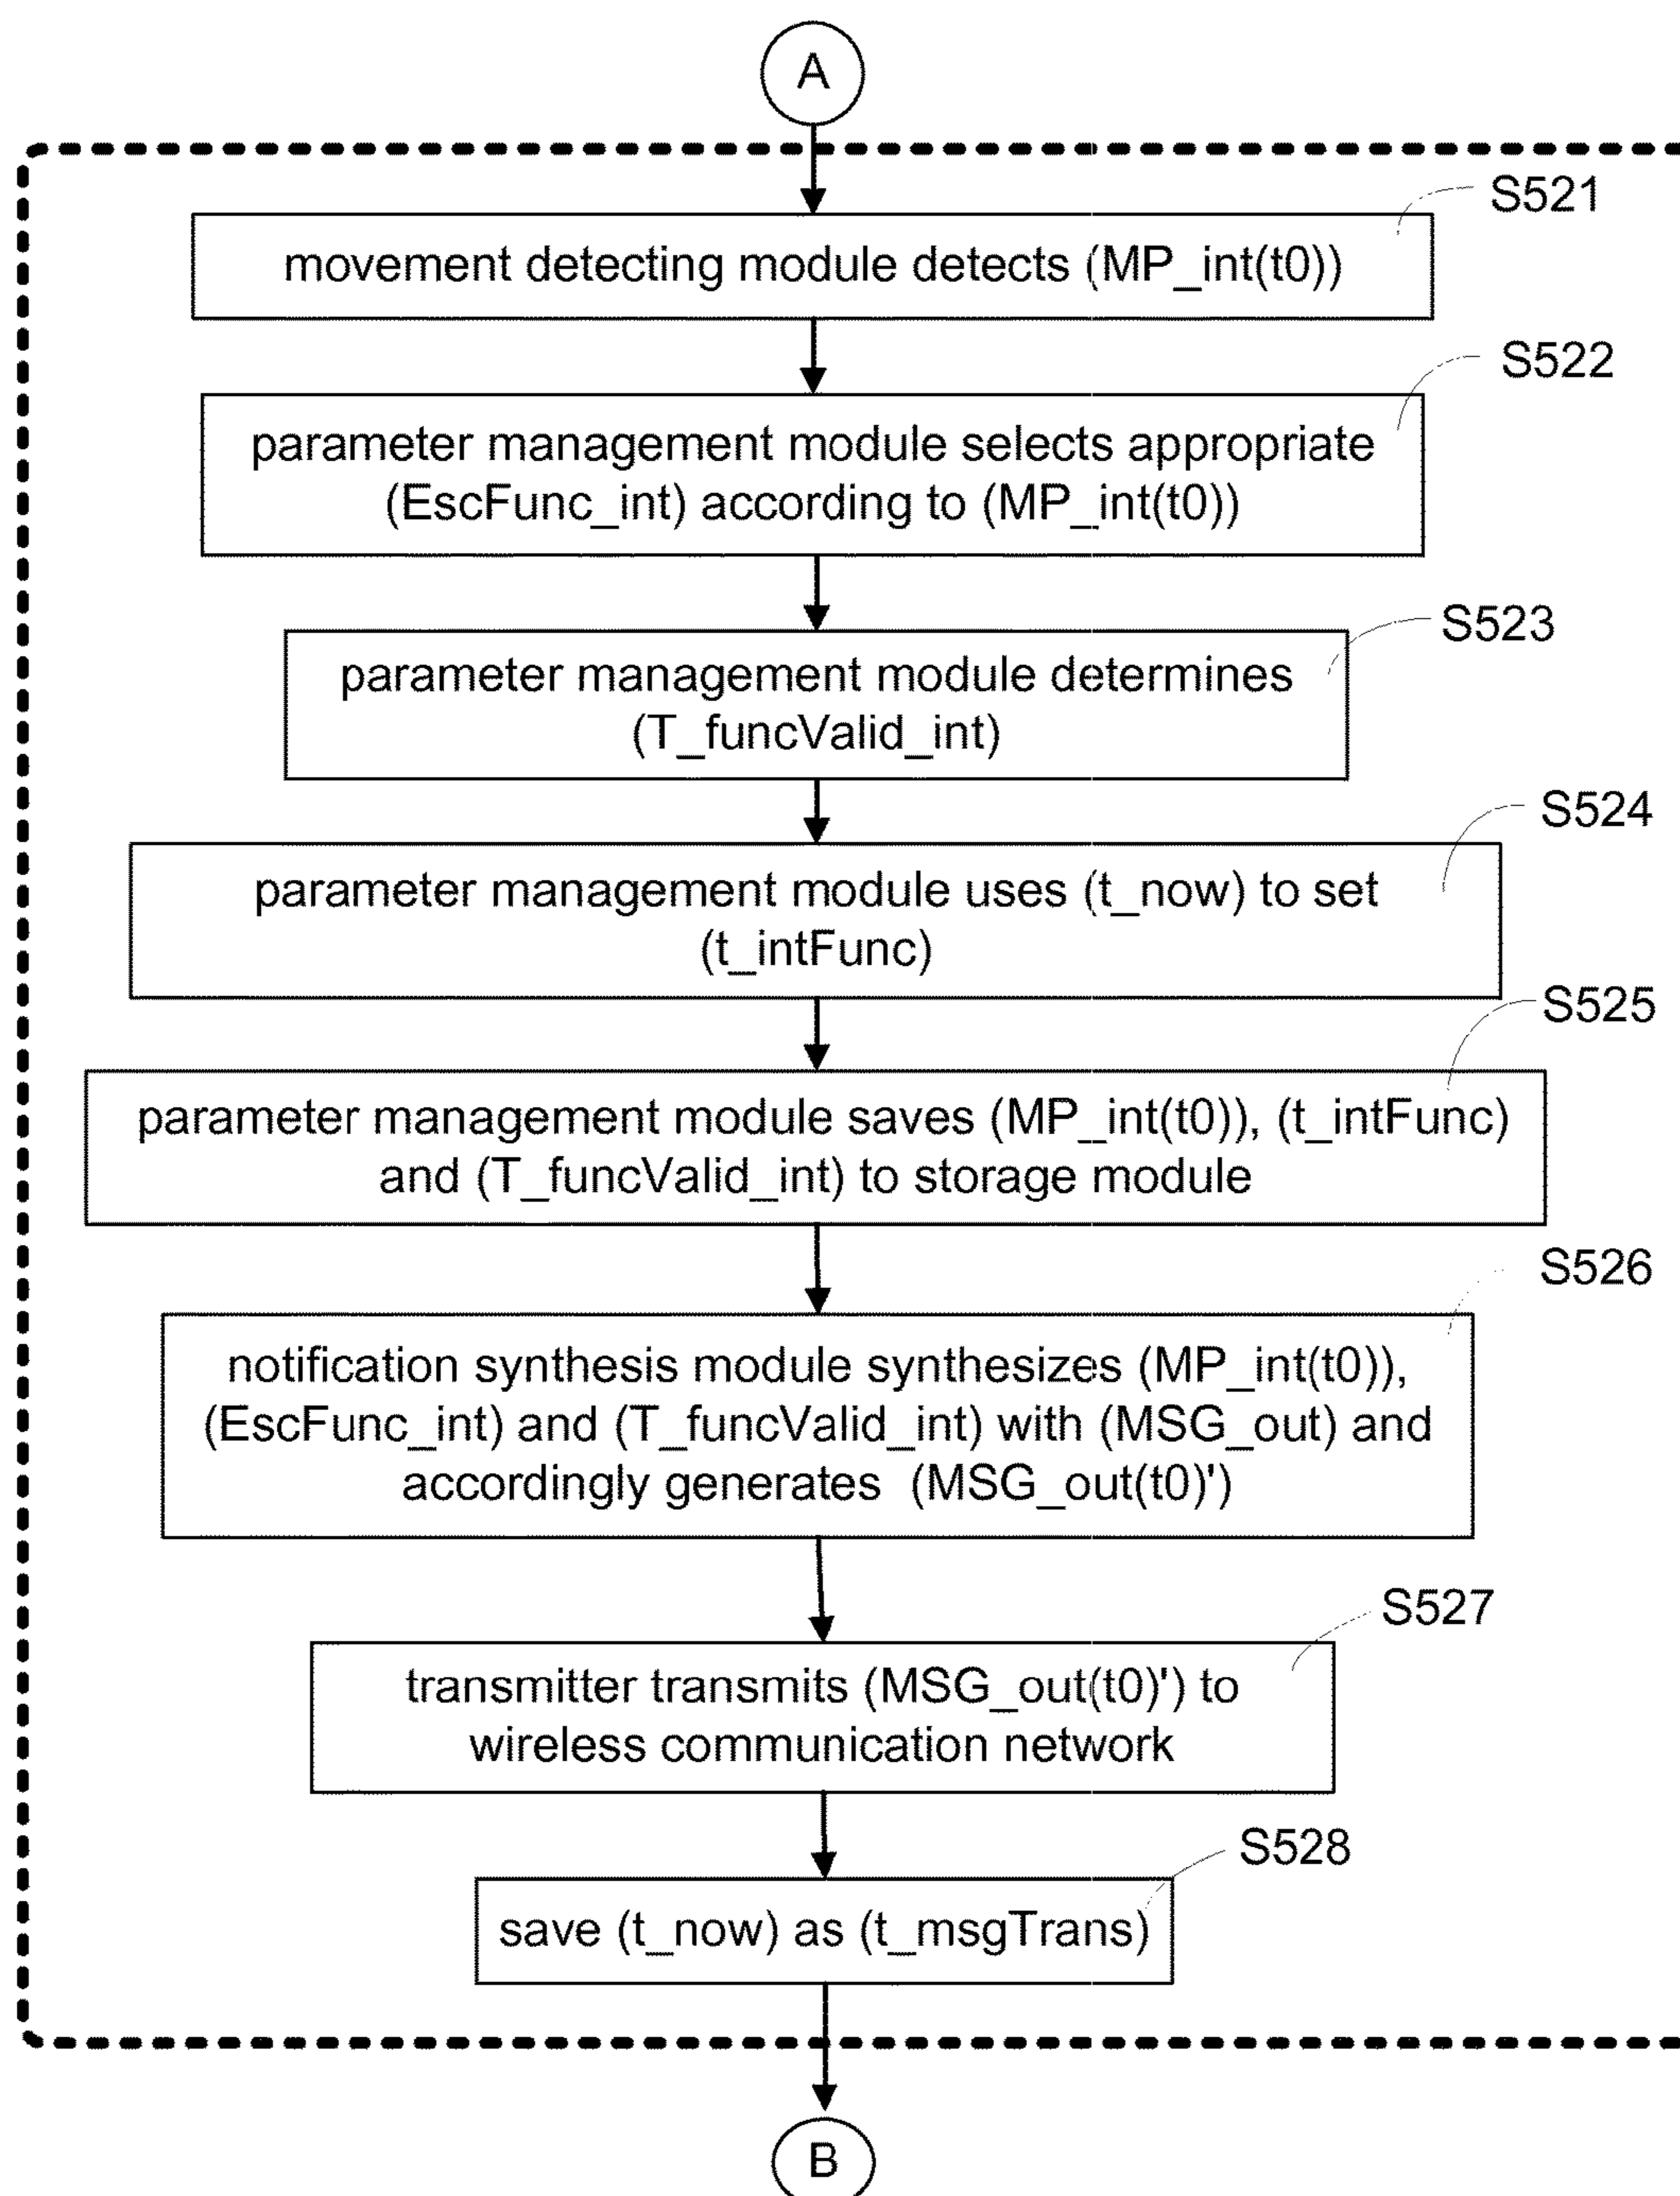 A
S521
movement detecting module detects (MP_int(t0))
S522
parameter management module selects appropriate
(EscFunc_int) according to (MP_int(t0))
S523
parameter management module determines
(T_funcValid_int)
S524
parameter management module uses (t_now) to set
(t_intFunc)
S525
parameter management module saves (MP_int(t0)), (t_intFunc)
and (T_funcValid_int) to storage module
S526
notification synthesis module synthesizes (MP_int(t0)),
(EscFunc_int) and (T_funcValid_int) with (MSG_out) and
accordingly generates (MSG_out(t0)')
S527
transmitter transmits (MSG_out(t0)') to
wireless communication network
S528
save (t_now) as (t_msgTrans)
B